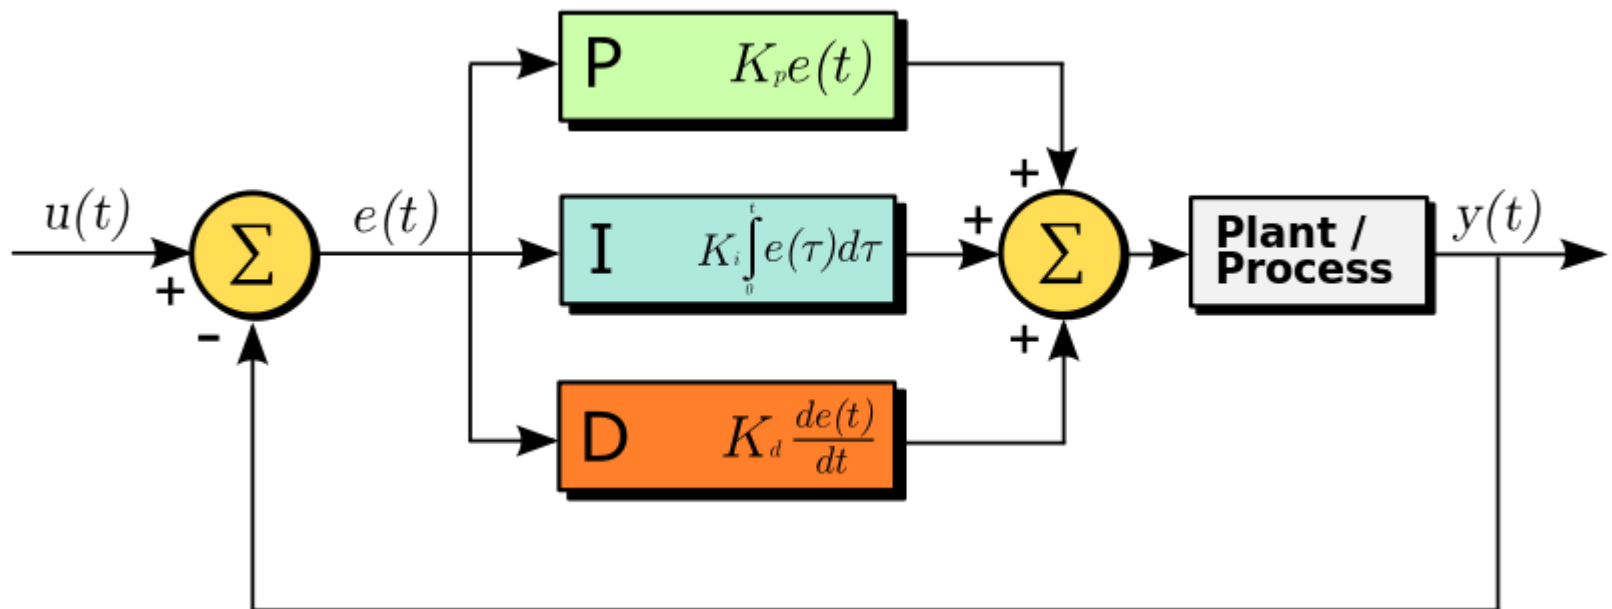 P K_p e(t)
u(t)
+
-
Σ
e(t)
I K_i ∫_0^t e(τ)dτ
D K_d de(t)/dt
+
+
+
Σ
Plant /
Process
y(t)